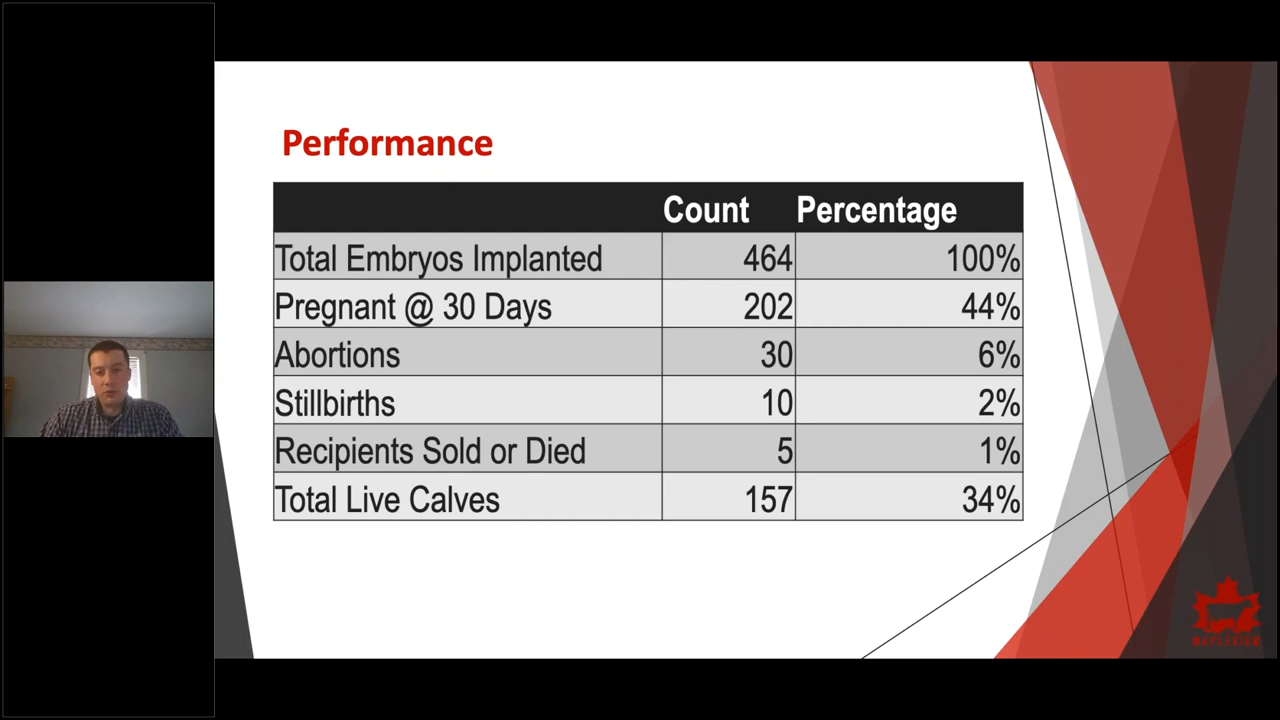 Performance
Count Percentage
Total Embryos Implanted 464 100%
Pregnant @ 30 Days 202 44%
Abortions 30 6%
Stillbirths 10 2%
Recipients Sold or Died 5 1%
Total Live Calves 157 34%
MAPLEVIEW